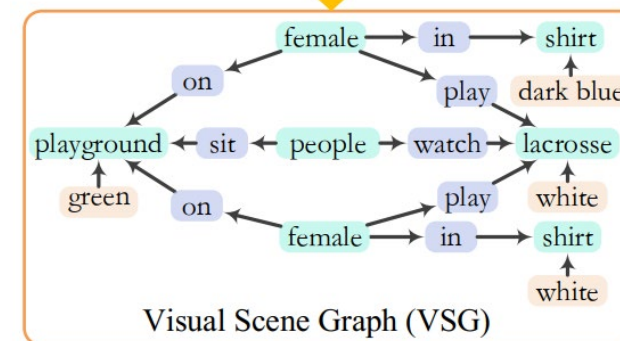 female in shirt
on play dark blue
playground sit people watch lacrosse
green on play white
female in shirt
white
Visual Scene Graph (VSG)